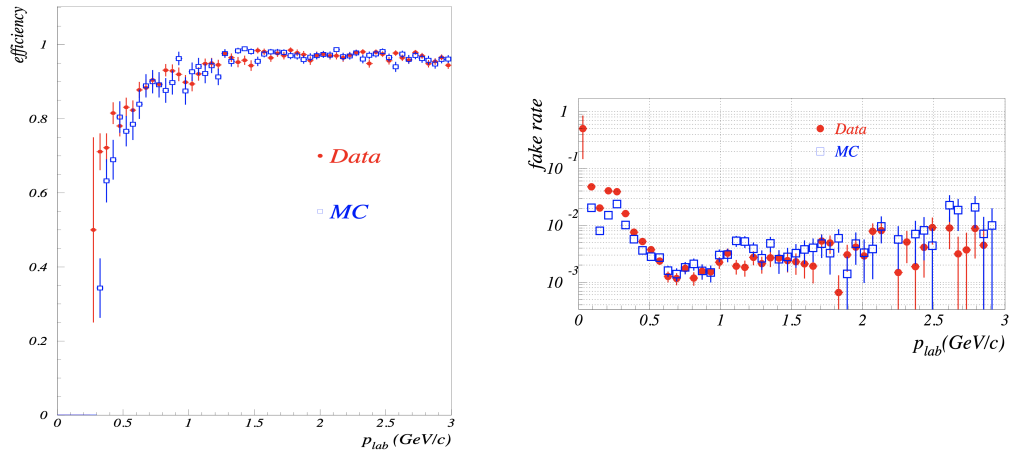 efficiency
1
0.8
0.6
0.4
0.2
0
Data
MC
0 0.5 1 1.5 2 2.5 3
p_lab (GeV/c)
fake rate
1
10^-1
10^-2
10^-3
Data
MC
0 0.5 1 1.5 2 2.5 3
p_lab(GeV/c)